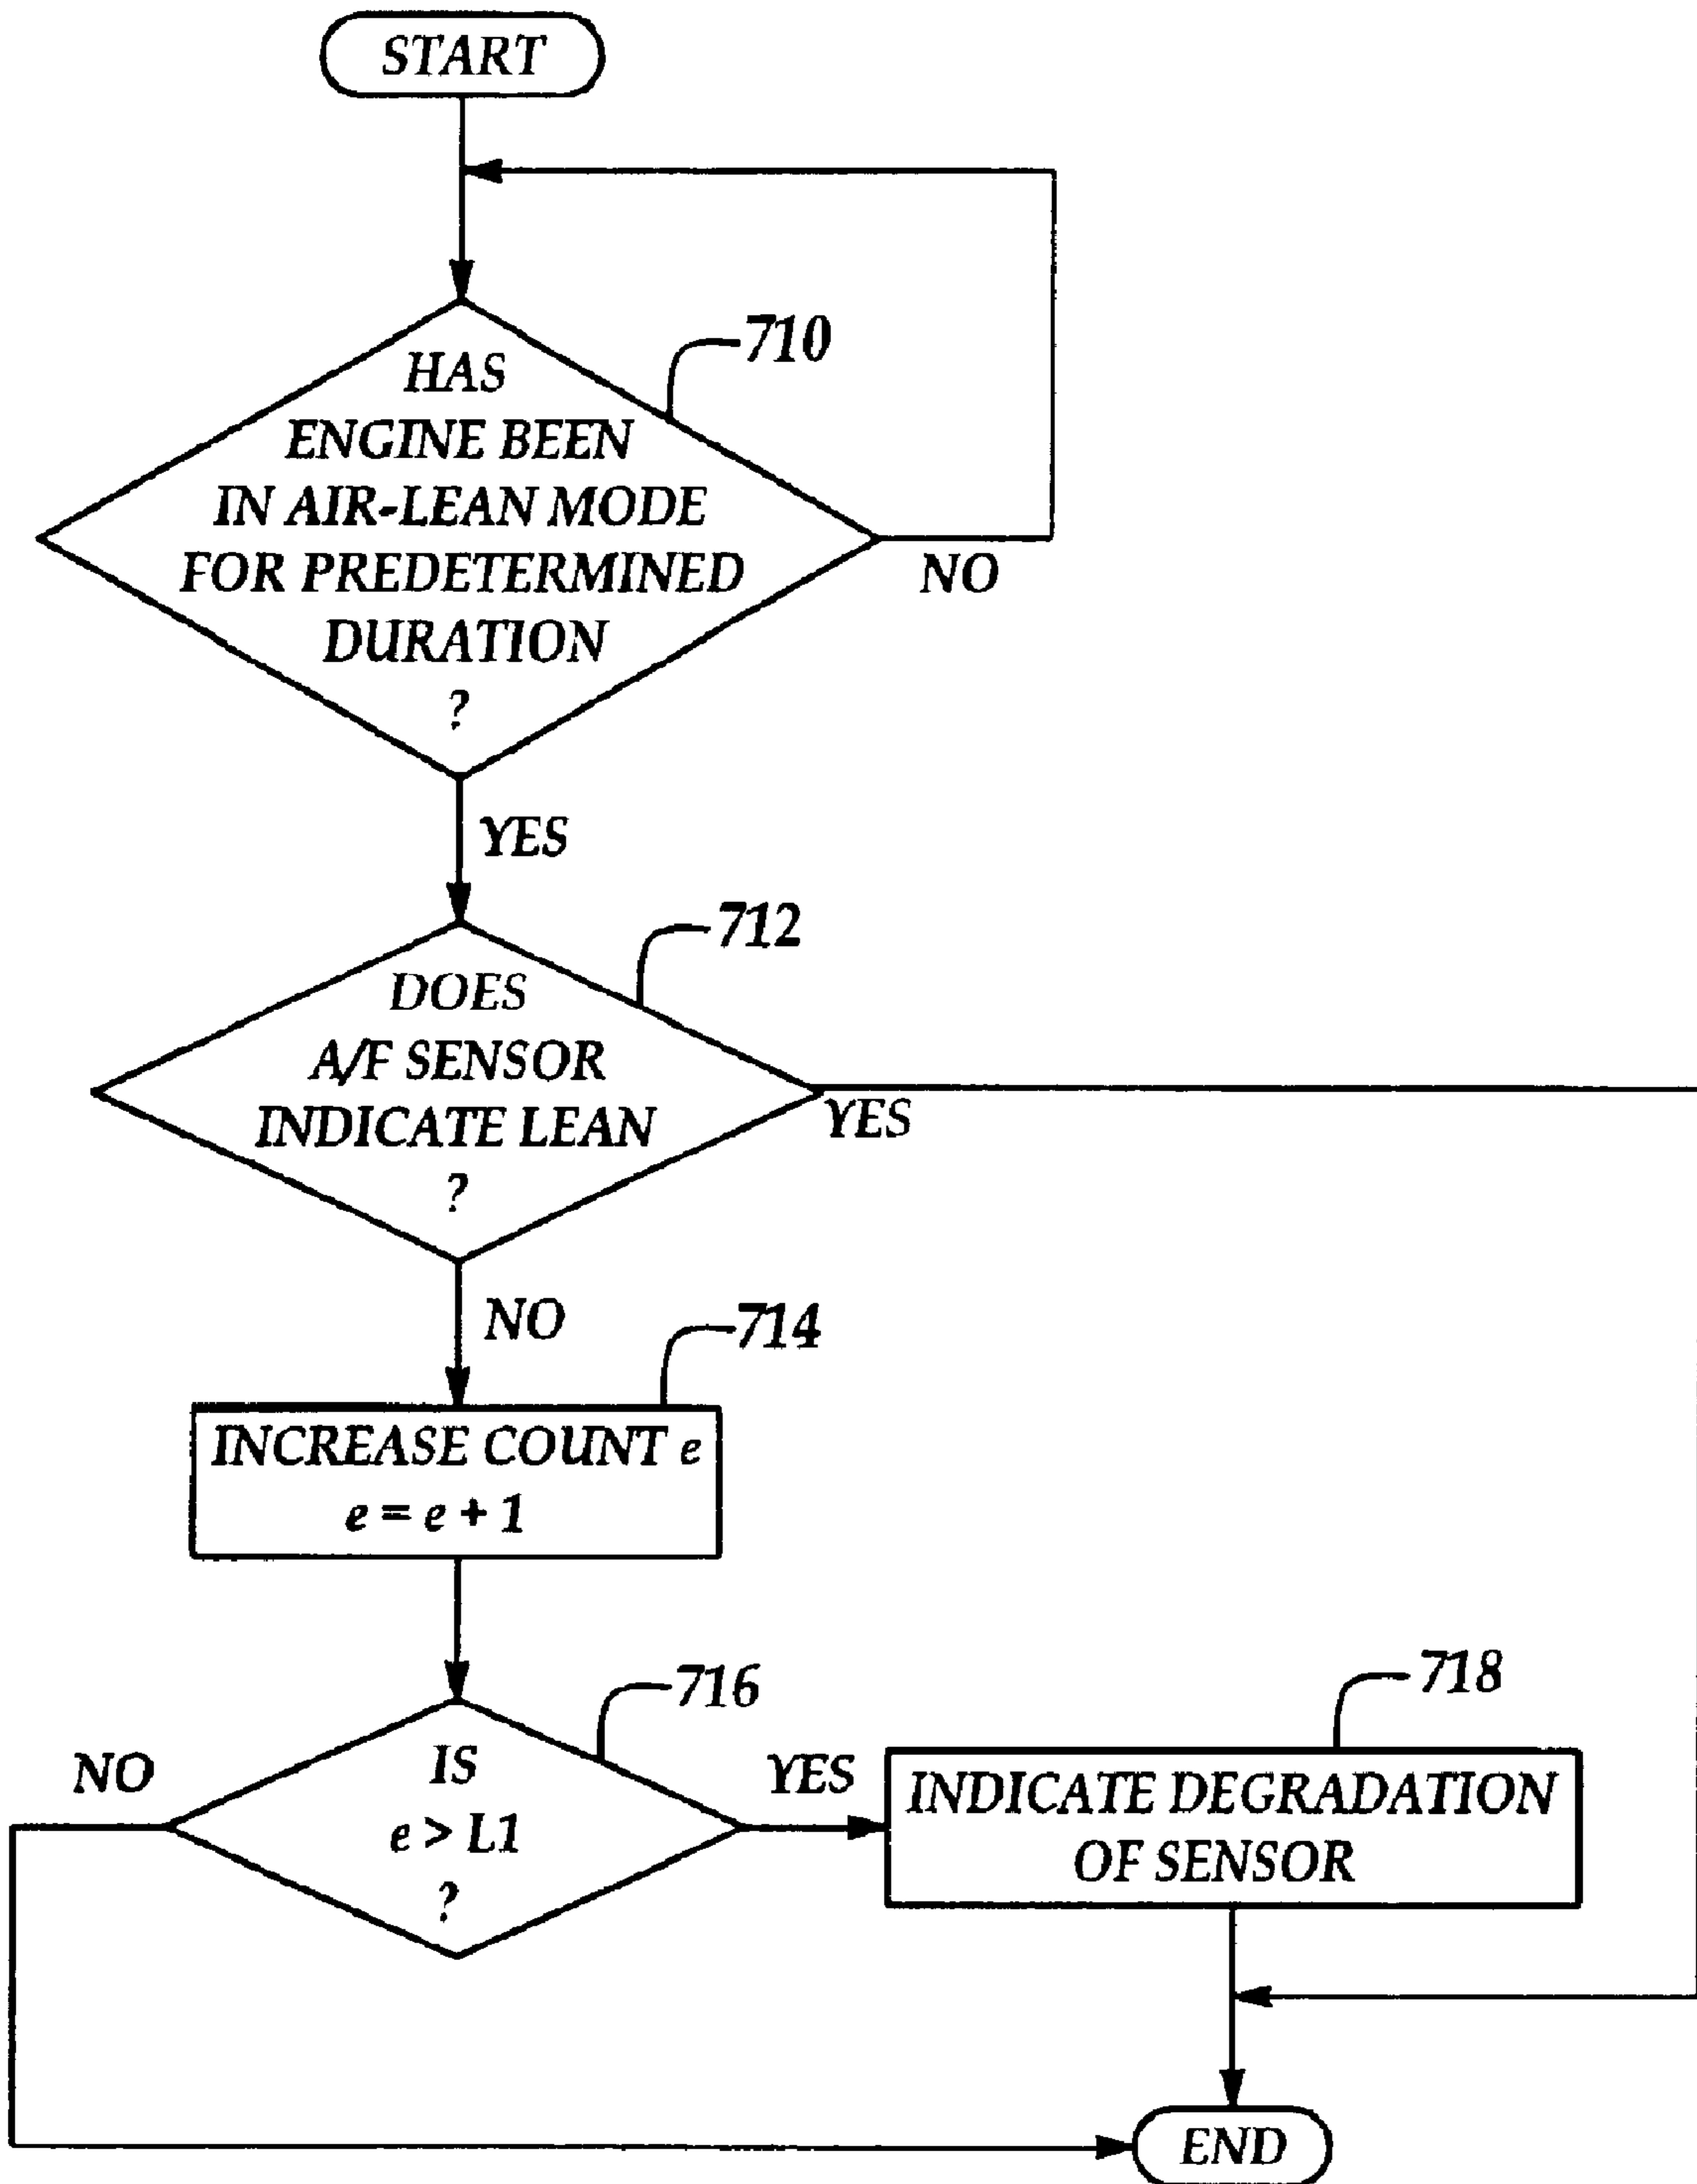 START
710
HAS
ENGINE BEEN
IN AIR-LEAN MODE
FOR PREDETERMINED
DURATION
?
NO
YES
712
DOES
A/F SENSOR
INDICATE LEAN
?
YES
NO
714
INCREASE COUNT e
e = e + 1
716
718
NO
IS
e > L1
?
YES
INDICATE DEGRADATION
OF SENSOR
END